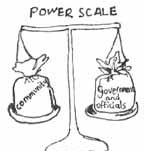 POWER SCALE
community
Government
and
officials